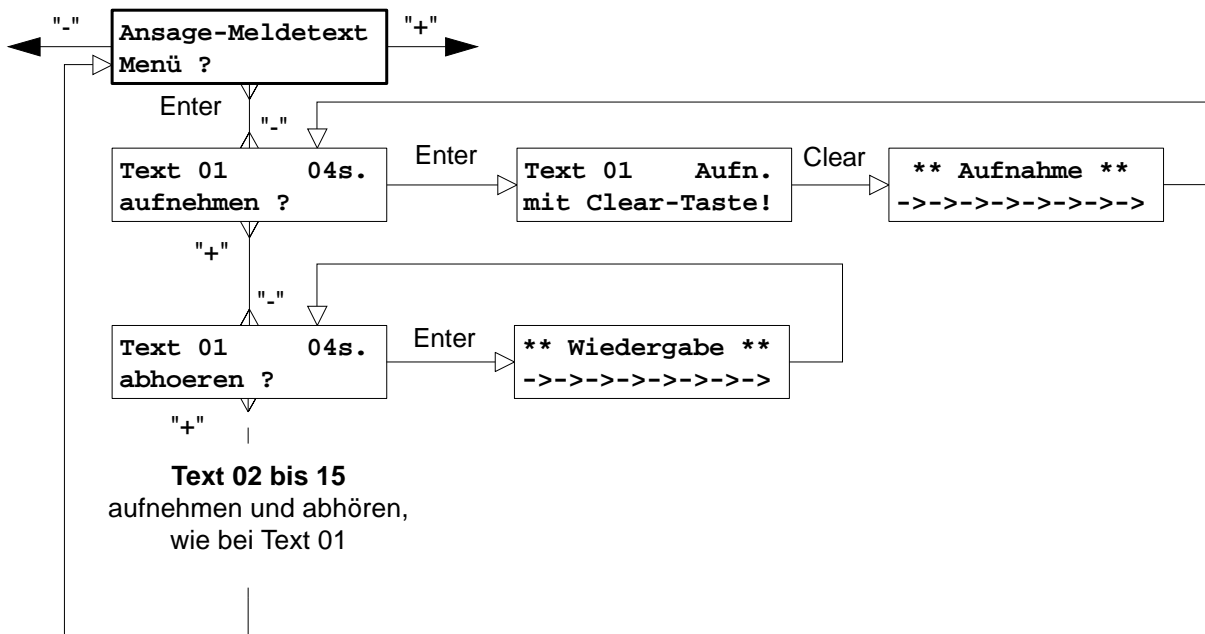 "-"
Ansage-Meldetext
Menü ?
"+"
Enter
"-"
Text 01 04s.
aufnehmen ?
Enter
Text 01 Aufn.
mit Clear-Taste!
Clear
** Aufnahme **
->->->->->->->->
"+"
"-"
Text 01 04s.
abhoeren ?
Enter
** Wiedergabe **
->->->->->->->->
"+"
Text 02 bis 15
aufnehmen und abhören,
wie bei Text 01